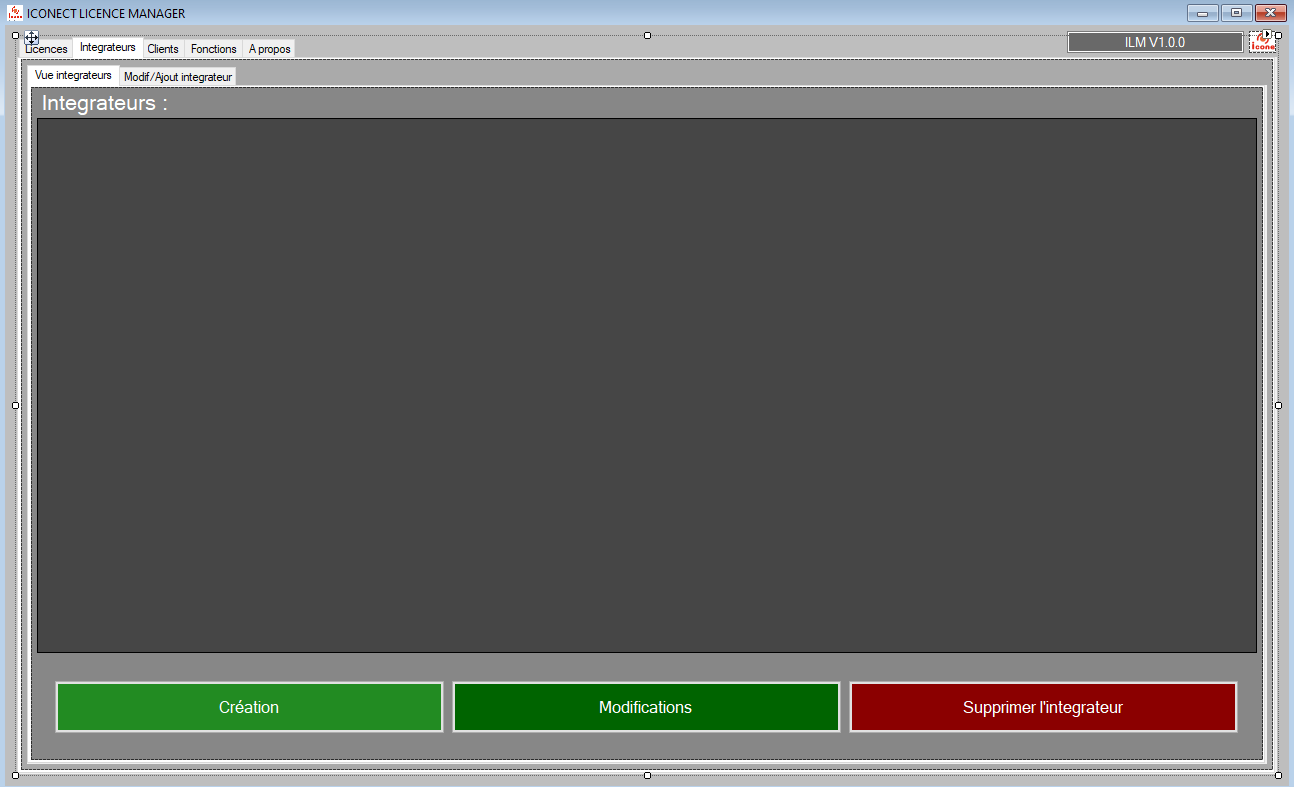 ICONECT LICENCE MANAGER
Licences Integrateurs Clients Fonctions A propos
ILM V1.0.0
Icone
Vue integrateurs Modif/Ajout integrateur
Integrateurs :
Création Modifications Supprimer l'integrateur